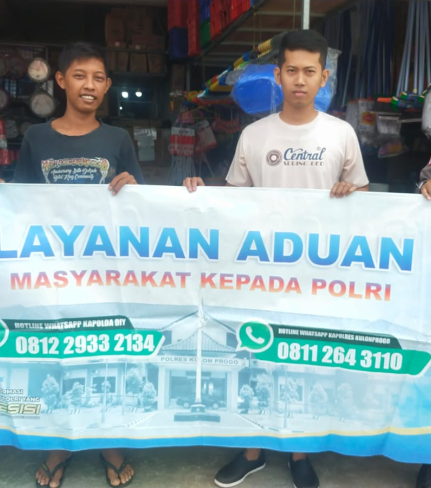 Central
LAYANAN ADUAN
MASYARAKAT KEPADA POLRI
HOTLINE WHATSAPP KAPOLDA DIY
0812 2933 2134
HOTLINE WHATSAPP KAPOLRES KULONPROGO
0811 264 3110
POLRES KULON PROGO